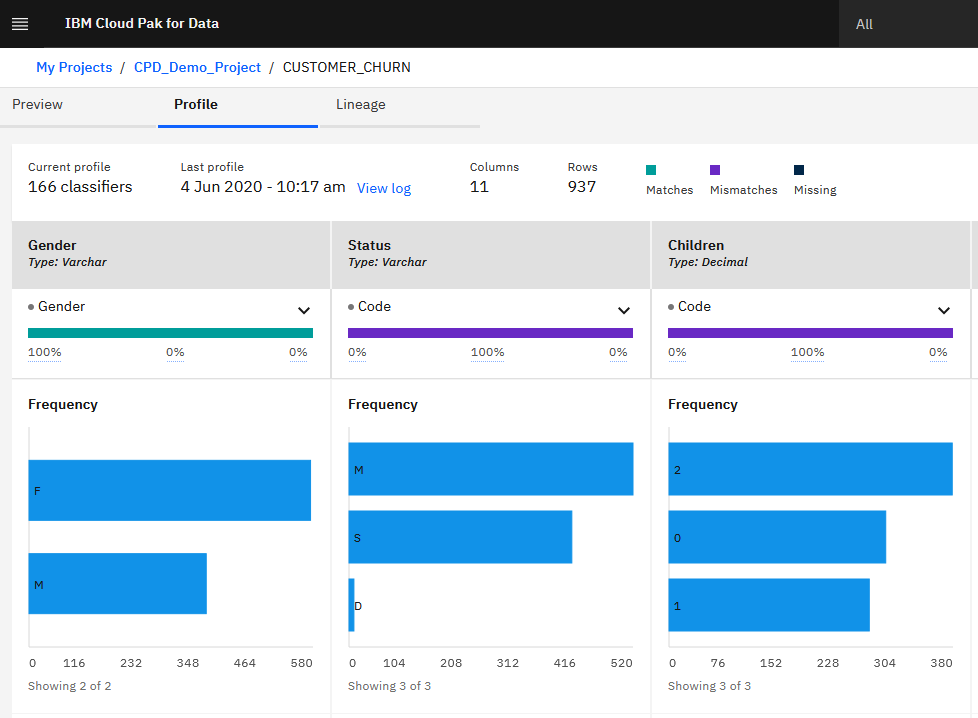 IBM Cloud Pak for Data
All
My Projects / CPD_Demo_Project / CUSTOMER_CHURN
Preview
Profile
Lineage
Current profile
166 classifiers
Last profile
4 Jun 2020 - 10:17 am View log
Columns
11
Rows
937
Matches
Mismatches
Missing
Gender
Type: Varchar
Gender
100% 0% 0%
Frequency
F
M
0 116 232 348 464 580
Showing 2 of 2
Status
Type: Varchar
Code
0% 100% 0%
Frequency
M
S
D
0 104 208 312 416 520
Showing 3 of 3
Children
Type: Decimal
Code
0% 100% 0%
Frequency
2
0
1
0 76 152 228 304 380
Showing 3 of 3